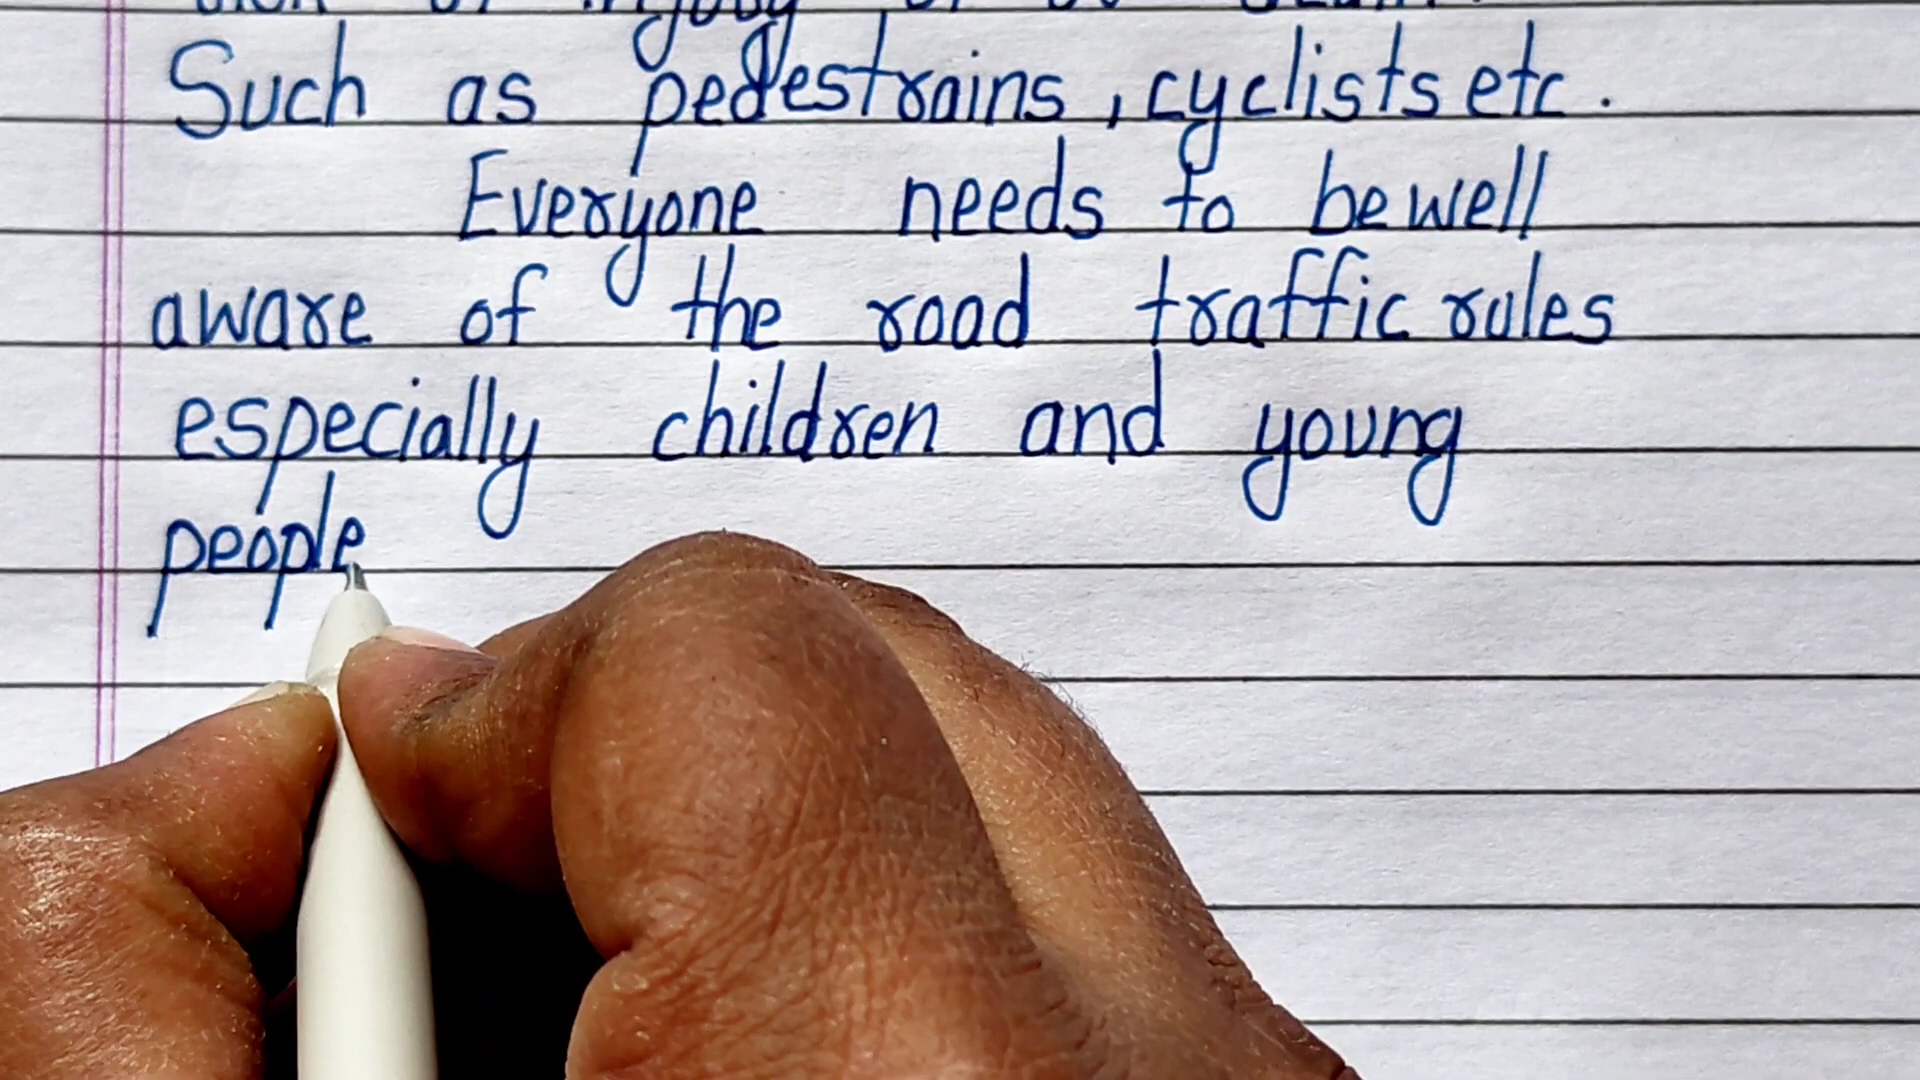 of
Such as pedestrains, cyclists etc.
Everyone needs to be well
aware of the road traffic rules
especially children and young
people